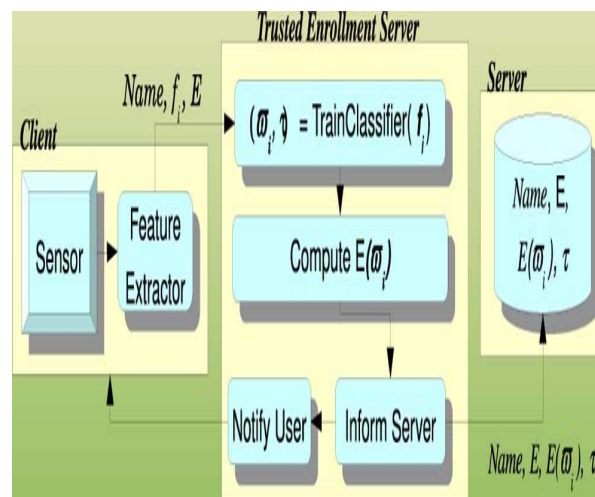 Trusted Enrollment Server
Server
Name, fᵢ, E
Client
(ϖᵢ, τ) = TrainClassifier( fᵢ)
Name, E,
E(ϖᵢ), τ
Sensor
Feature
Extractor
Compute E(ϖᵢ)
Notify User
Inform Server
Name, E, E(ϖᵢ), τ